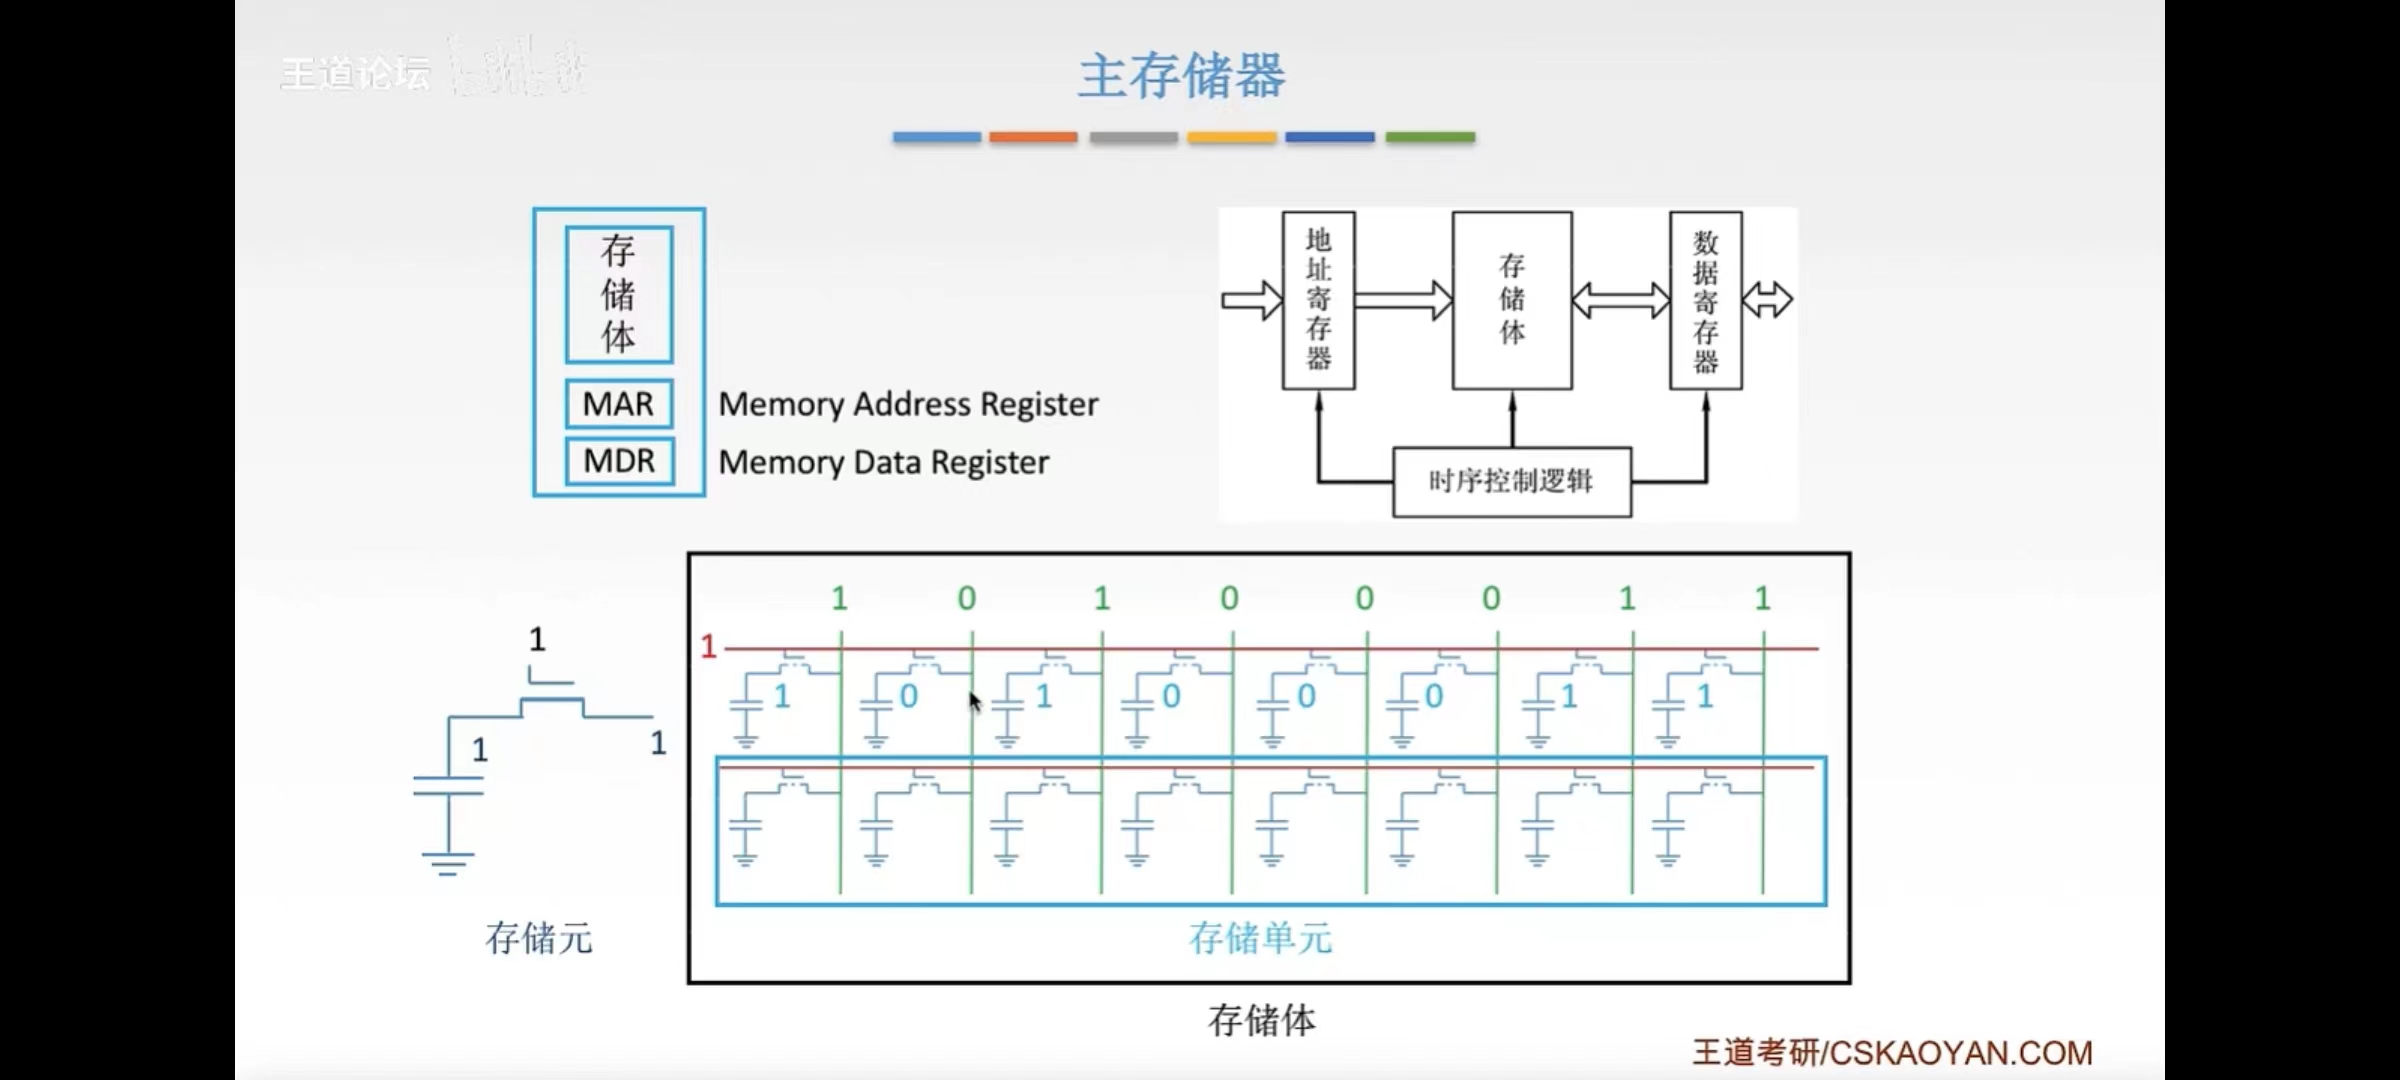 王道论坛
主存储器
存储体
MAR
Memory Address Register
MDR
Memory Data Register
地址寄存器
存储体
数据寄存器
时序控制逻辑
1
1
1
存储元
1 0 1 0 0 0 1 1
1
1 0 1 0 0 0 1 1
存储单元
存储体
王道考研/CSKAOYAN.COM